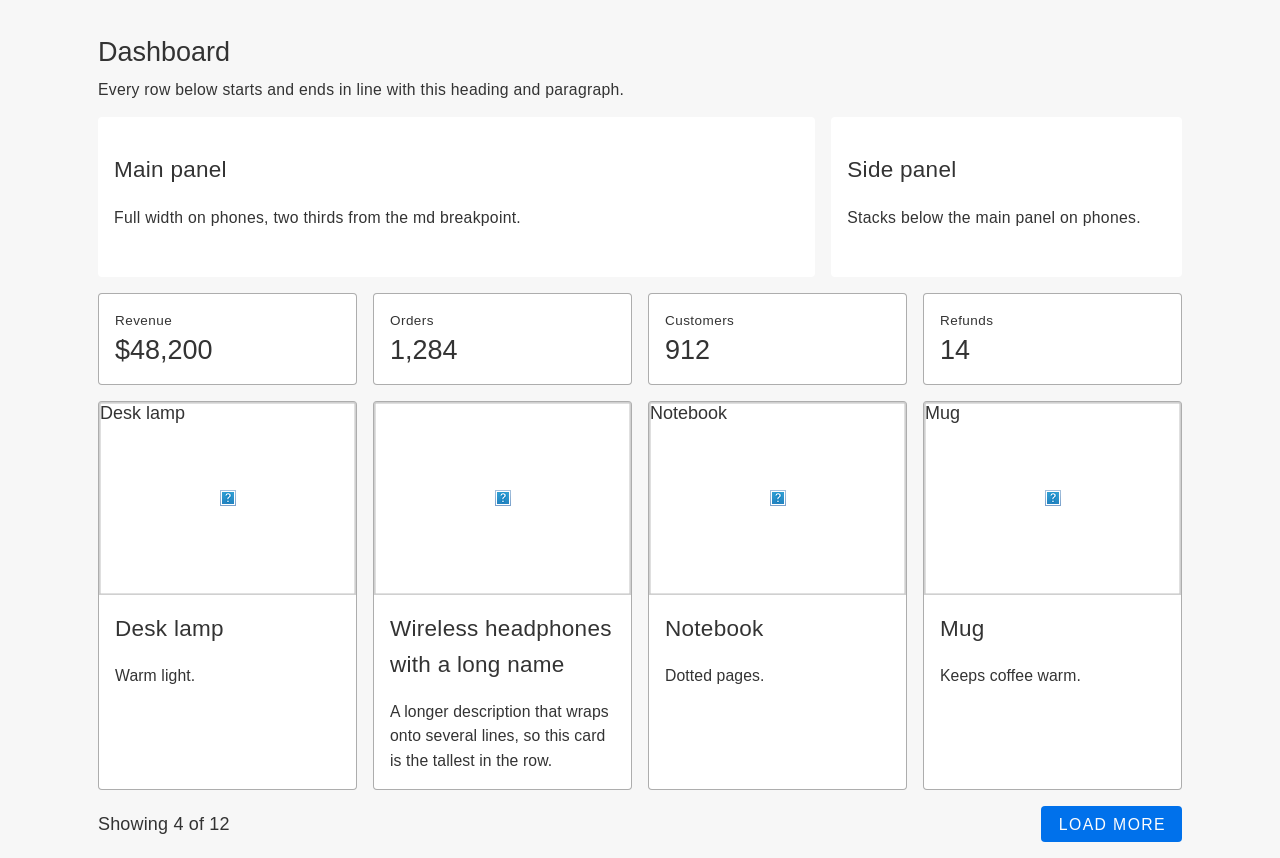 Dashboard
Every row below starts and ends in line with this heading and paragraph.
Main panel
Full width on phones, two thirds from the md breakpoint.
Side panel
Stacks below the main panel on phones.
Revenue
$48,200
Orders
1,284
Customers
912
Refunds
14
Desk lamp
Notebook
Mug
Desk lamp
Warm light.
Wireless headphones
with a long name
A longer description that wraps
onto several lines, so this card
is the tallest in the row.
Notebook
Dotted pages.
Mug
Keeps coffee warm.
Showing 4 of 12
LOAD MORE